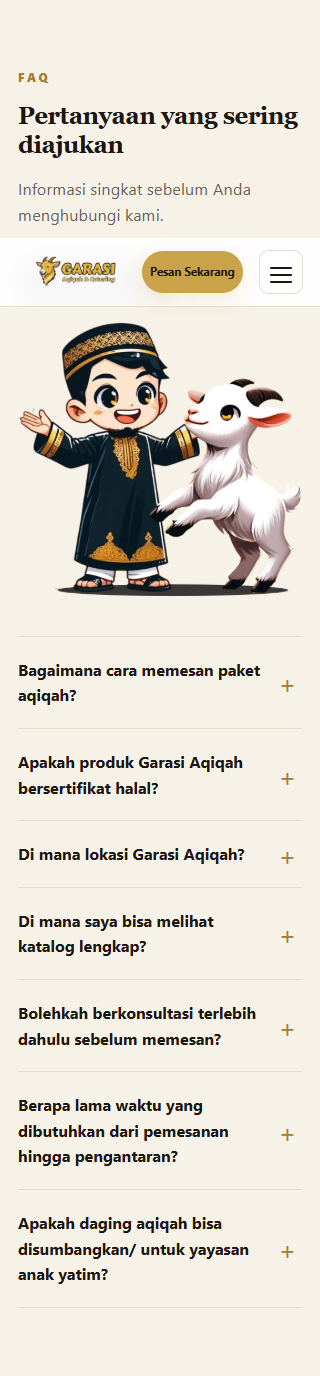 FAQ
Pertanyaan yang sering
diajukan
Informasi singkat sebelum Anda
menghubungi kami.
GARASI
Aqiqah & Catering
Pesan Sekarang
Bagaimana cara memesan paket
aqiqah?
Apakah produk Garasi Aqiqah
bersertifikat halal?
Di mana lokasi Garasi Aqiqah?
Di mana saya bisa melihat
katalog lengkap?
Bolehkah berkonsultasi terlebih
dahulu sebelum memesan?
Berapa lama waktu yang
dibutuhkan dari pemesanan
hingga pengantaran?
Apakah daging aqiqah bisa
disumbangkan/ untuk yayasan
anak yatim?